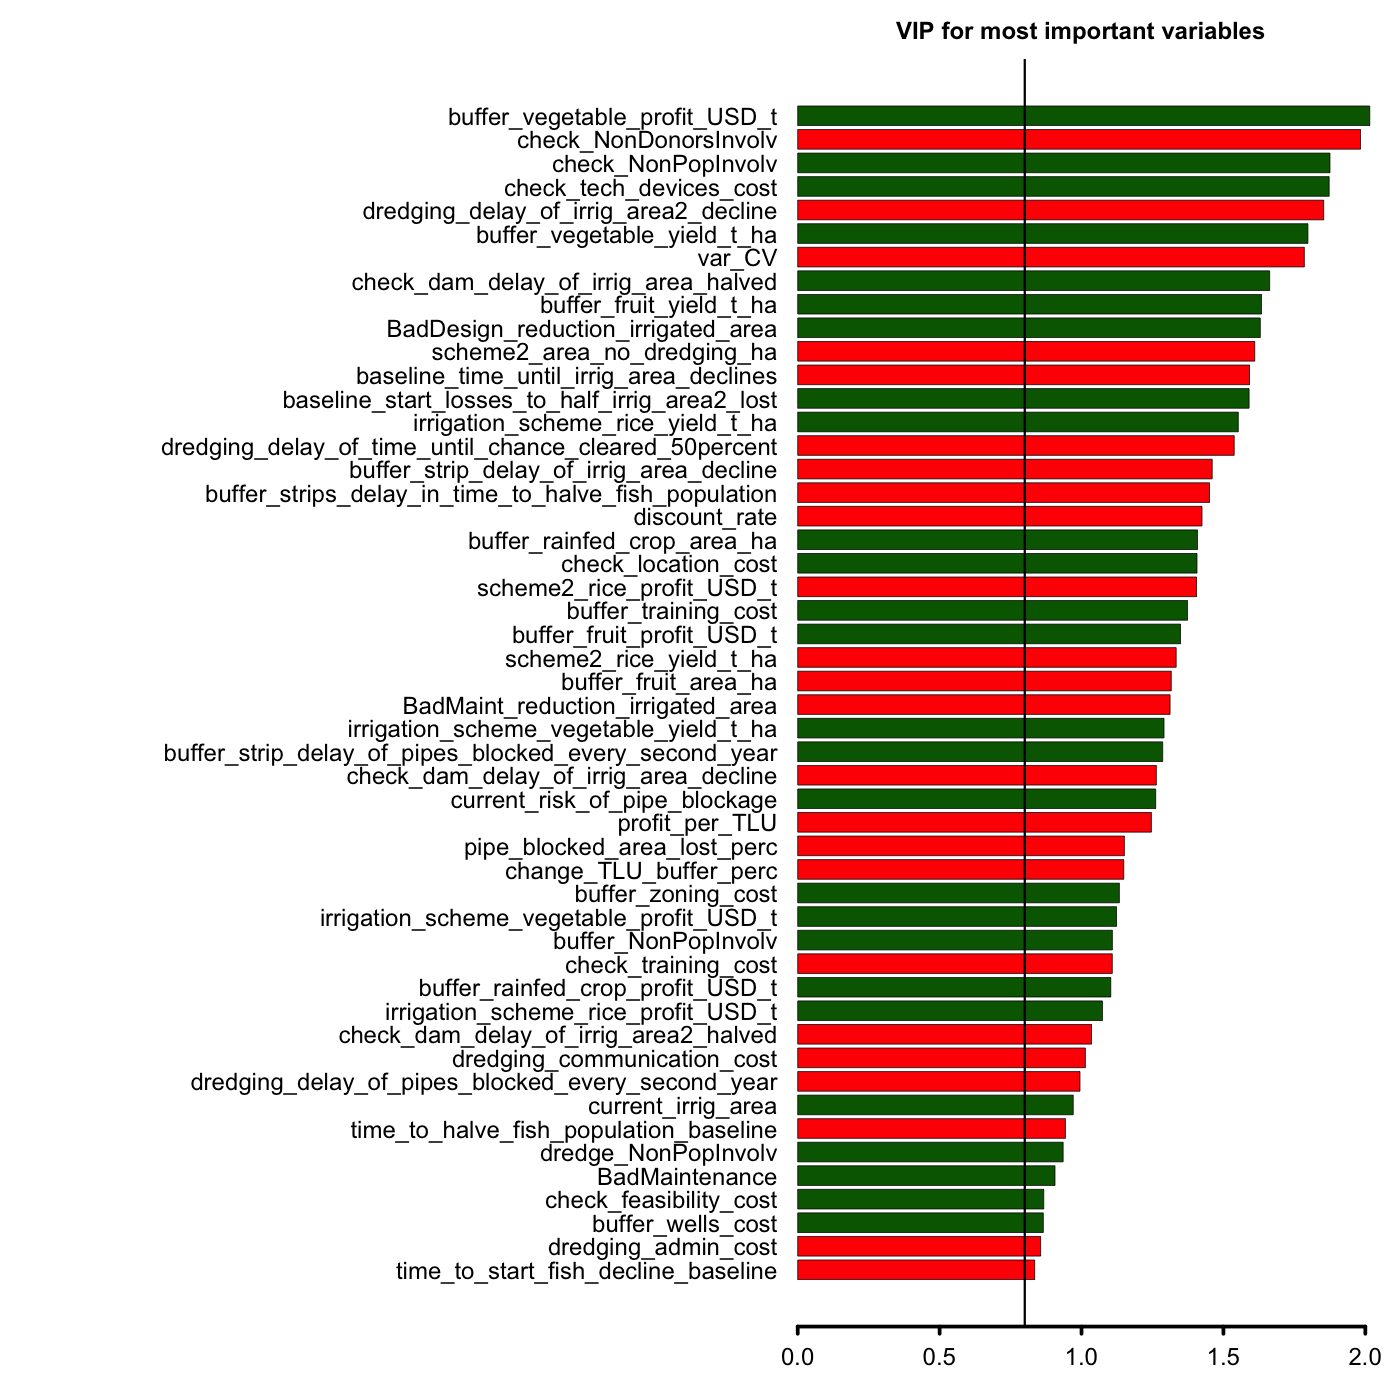 VIP for most important variables
buffer_vegetable_profit_USD_t
check_NonDonorsInvolv
check_NonPopInvolv
check_tech_devices_cost
dredging_delay_of_irrig_area2_decline
buffer_vegetable_yield_t_ha
var_CV
check_dam_delay_of_irrig_area_halved
buffer_fruit_yield_t_ha
BadDesign_reduction_irrigated_area
scheme2_area_no_dredging_ha
baseline_time_until_irrig_area_declines
baseline_start_losses_to_half_irrig_area2_lost
irrigation_scheme_rice_yield_t_ha
dredging_delay_of_time_until_chance_cleared_50percent
buffer_strip_delay_of_irrig_area_decline
buffer_strips_delay_in_time_to_halve_fish_population
discount_rate
buffer_rainfed_crop_area_ha
check_location_cost
scheme2_rice_profit_USD_t
buffer_training_cost
buffer_fruit_profit_USD_t
scheme2_rice_yield_t_ha
buffer_fruit_area_ha
BadMaint_reduction_irrigated_area
irrigation_scheme_vegetable_yield_t_ha
buffer_strip_delay_of_pipes_blocked_every_second_year
check_dam_delay_of_irrig_area_decline
current_risk_of_pipe_blockage
profit_per_TLU
pipe_blocked_area_lost_perc
change_TLU_buffer_perc
buffer_zoning_cost
irrigation_scheme_vegetable_profit_USD_t
buffer_NonPopInvolv
check_training_cost
buffer_rainfed_crop_profit_USD_t
irrigation_scheme_rice_profit_USD_t
check_dam_delay_of_irrig_area2_halved
dredging_communication_cost
dredging_delay_of_pipes_blocked_every_second_year
current_irrig_area
time_to_halve_fish_population_baseline
dredge_NonPopInvolv
BadMaintenance
check_feasibility_cost
buffer_wells_cost
dredging_admin_cost
time_to_start_fish_decline_baseline
0.0 0.5 1.0 1.5 2.0